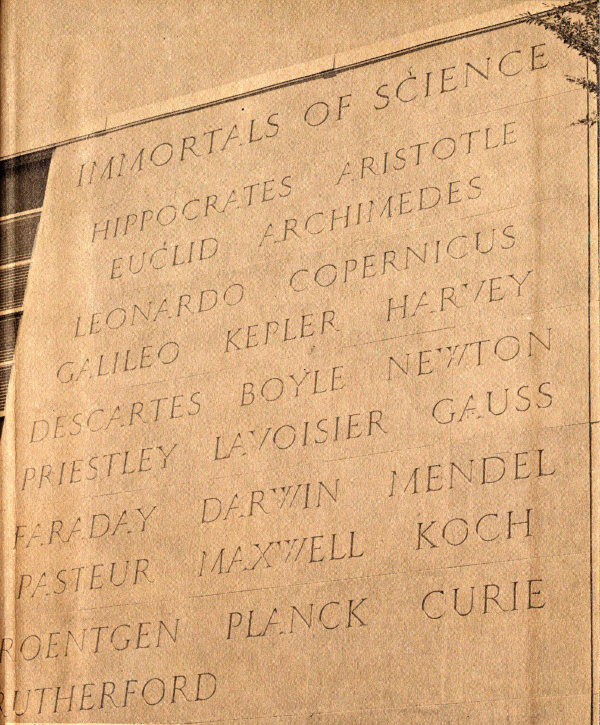 IMMORTALS OF SCIENCE
HIPPOCRATES ARISTOTLE
EUCLID ARCHIMEDES
LEONARDO COPERNICUS
GALILEO KEPLER HARVEY
DESCARTES BOYLE NEWTON
PRIESTLEY LAVOISIER GAUSS
FARADAY DARWIN MENDEL
PASTEUR MAXWELL KOCH
ROENTGEN PLANCK CURIE
RUTHERFORD